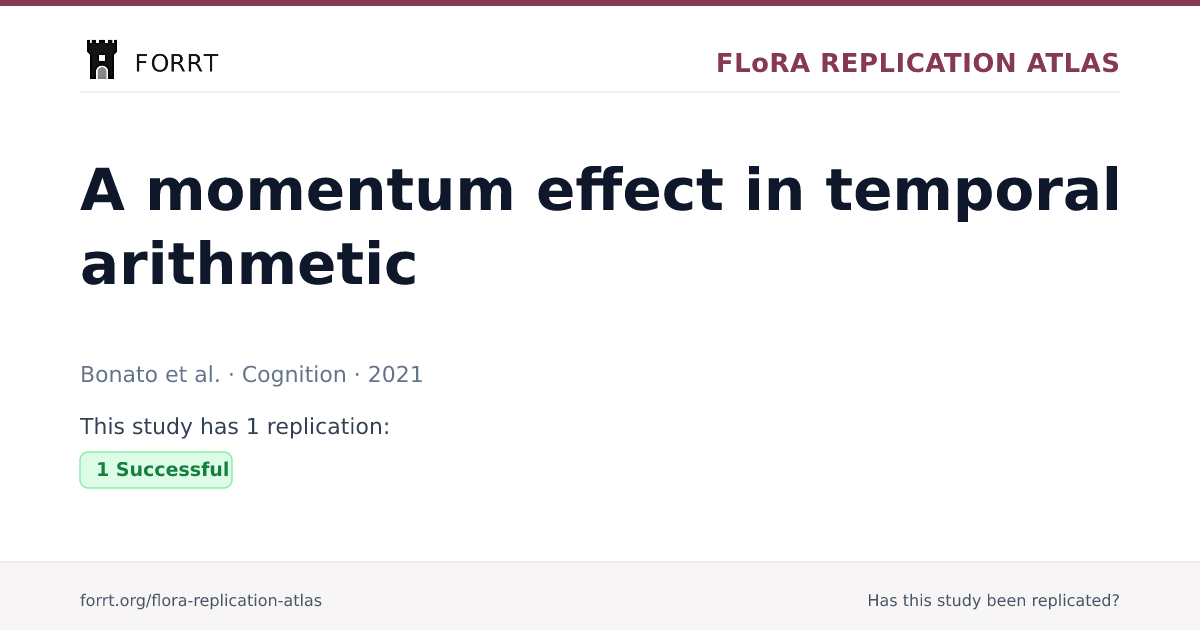 FORRT
FLoRA REPLICATION ATLAS
A momentum effect in temporal
arithmetic
Bonato et al. · Cognition · 2021
This study has 1 replication:
1 Successful
forrt.org/flora-replication-atlas
Has this study been replicated?